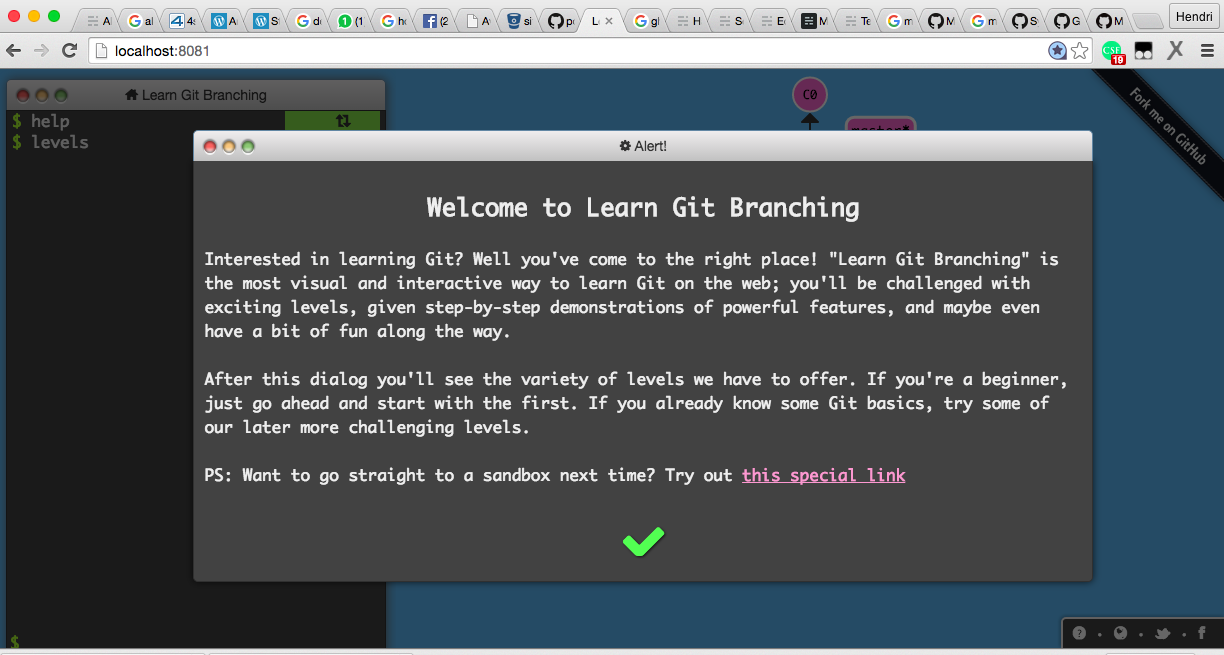 Hendri
localhost:8081
19
Learn Git Branching
$ help
$ levels
C0
master*
Fork me on GitHub
Alert!
Welcome to Learn Git Branching
Interested in learning Git? Well you've come to the right place! "Learn Git Branching" is
the most visual and interactive way to learn Git on the web; you'll be challenged with
exciting levels, given step-by-step demonstrations of powerful features, and maybe even
have a bit of fun along the way.
After this dialog you'll see the variety of levels we have to offer. If you're a beginner,
just go ahead and start with the first. If you already know some Git basics, try some of
our later more challenging levels.
PS: Want to go straight to a sandbox next time? Try out this special link
$